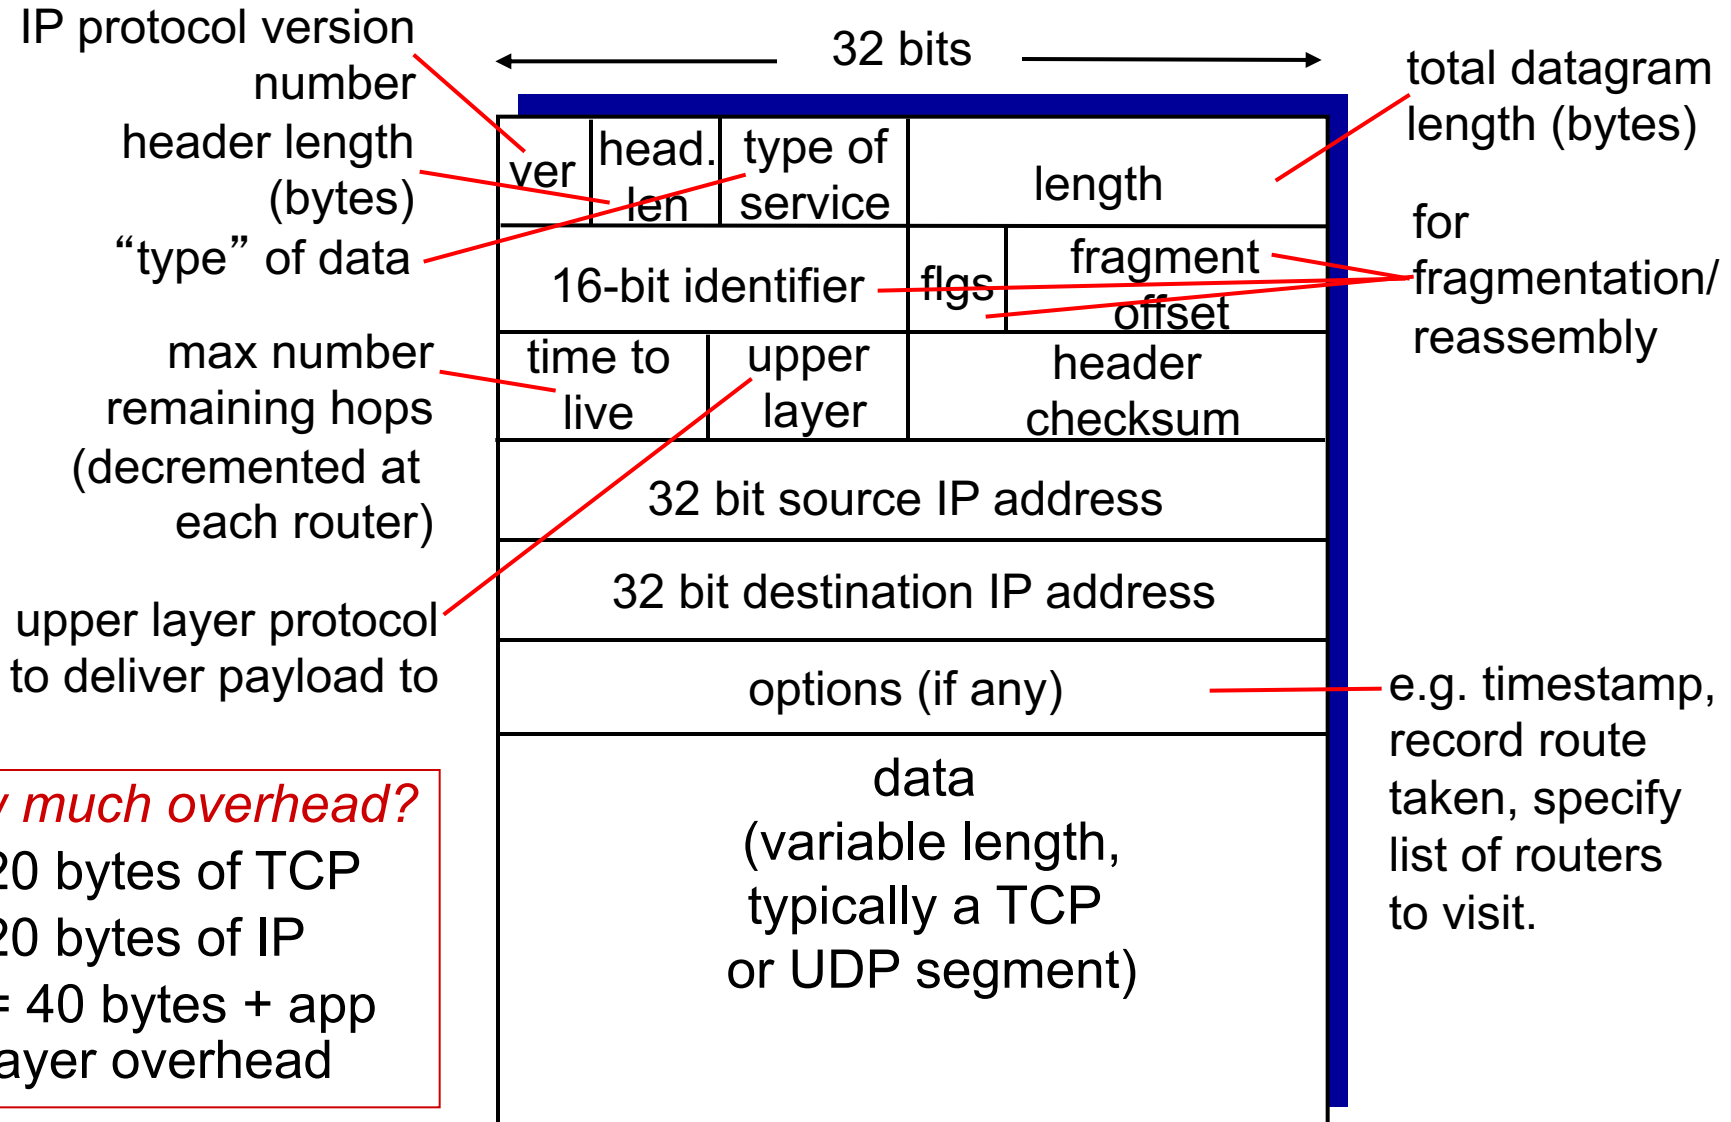 IP protocol version
number
header length
(bytes)
“type” of data
max number
remaining hops
(decremented at
each router)
upper layer protocol
to deliver payload to
much overhead?
20 bytes of TCP
20 bytes of IP
= 40 bytes + app
ayer overhead
32 bits
ver
head.
len
type of
service
length
16-bit identifier
flgs
fragment
offset
time to
live
upper
layer
header
checksum
32 bit source IP address
32 bit destination IP address
options (if any)
data
(variable length,
typically a TCP
or UDP segment)
total datagram
length (bytes)
for
fragmentation/
reassembly
e.g. timestamp,
record route
taken, specify
list of routers
to visit.